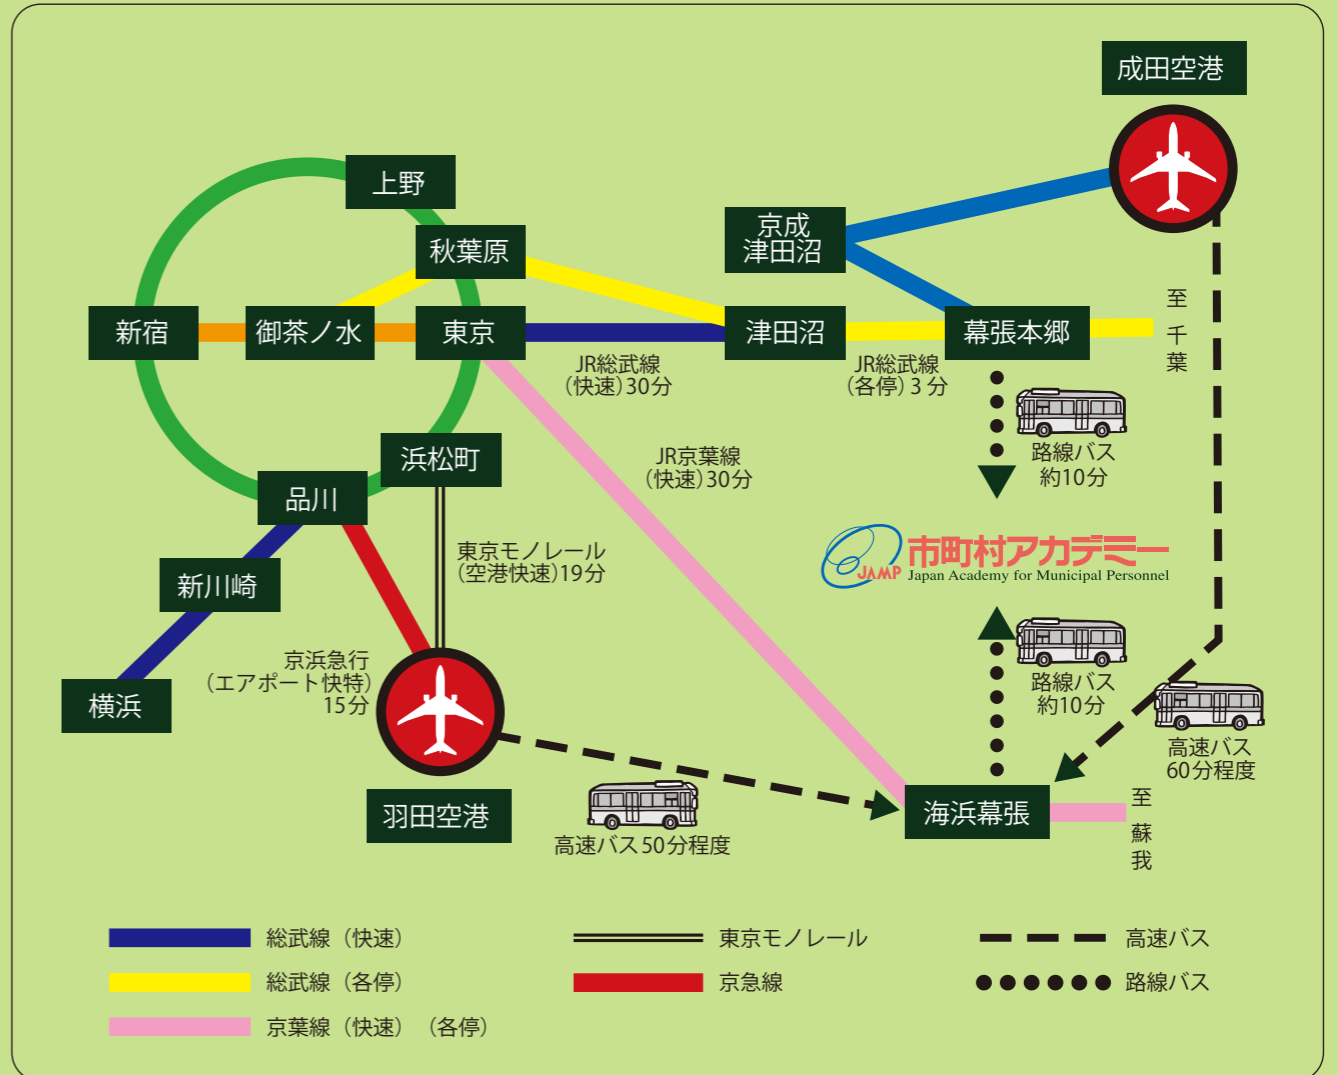 成田空港
上野
秋葉原
京成
津田沼
新宿
御茶ノ水
東京
津田沼
幕張本郷
至
千
葉
JR総武線
(快速)30分
JR総武線
(各停)3分
路線バス
約10分
浜松町
JR京葉線
(快速)30分
品川
東京モノレール
(空港快速)19分
JAMP
市町村アカデミー
Japan Academy for Municipal Personnel
新川崎
横浜
京浜急行
(エアポート快特)
15分
路線バス
約10分
高速バス
60分程度
羽田空港
高速バス50分程度
海浜幕張
至
蘇
我
総武線(快速)
東京モノレール
高速バス
総武線(各停)
京急線
路線バス
京葉線(快速)(各停)